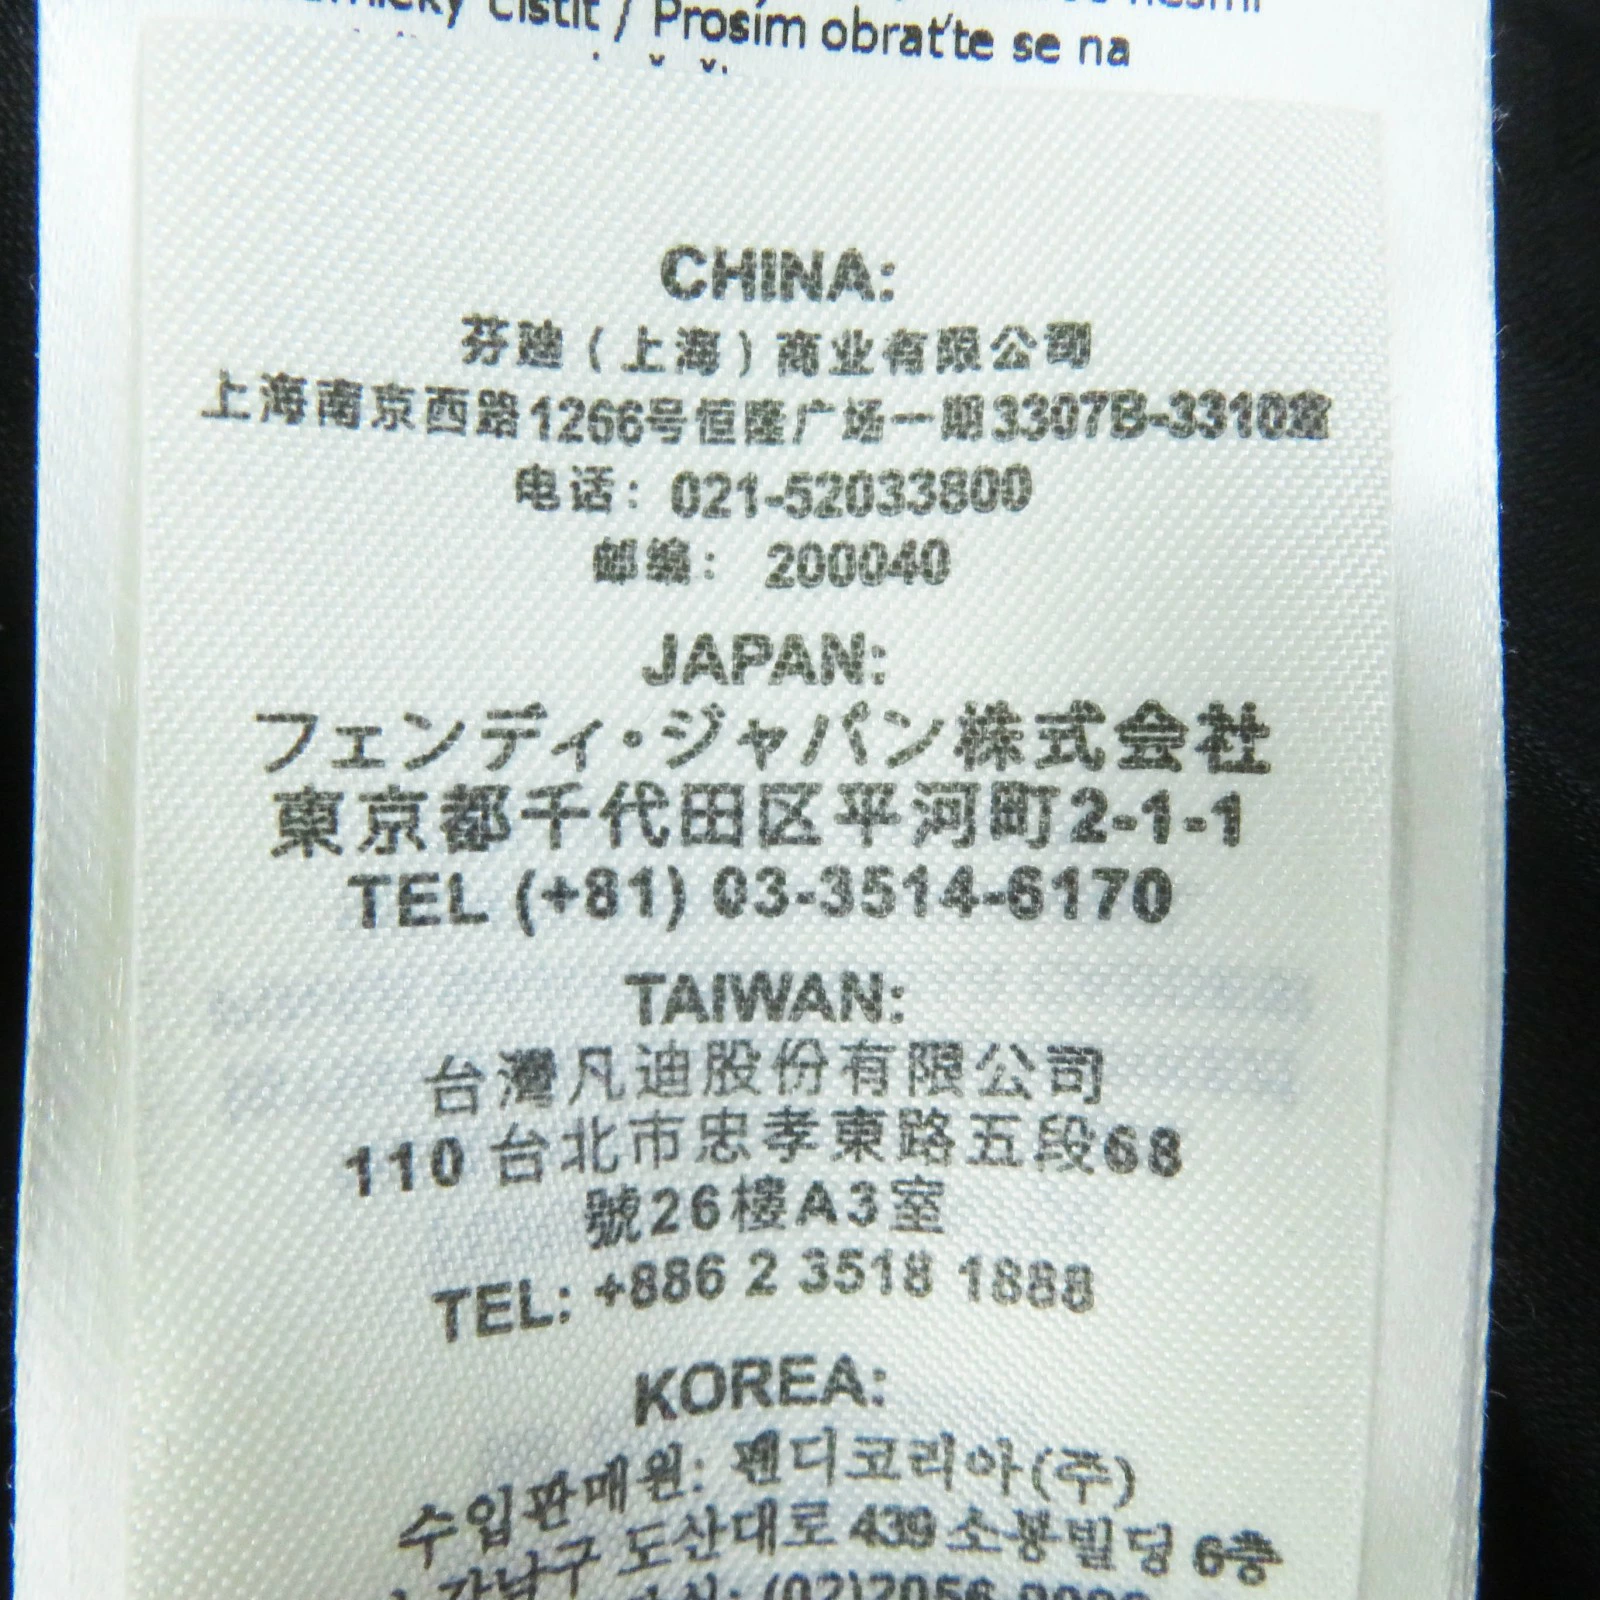 čistit / Prosím obraťte se na
CHINA:
芬迪（上海）商业有限公司
上海南京西路1266号恒隆广场一期3307B-3310室
电话：021-52033800
邮编： 200040
JAPAN:
フェンディ・ジャパン株式会社
東京都千代田区平河町2-1-1
TEL (+81) 03-3514-6170
TAIWAN:
台灣凡迪股份有限公司
110 台北市忠孝東路五段68
號26樓A3室
TEL: +886 2 3518 1888
KOREA:
수입판매원: 펜디코리아(주)
강남구 도산대로 439 소봉빌딩 6층